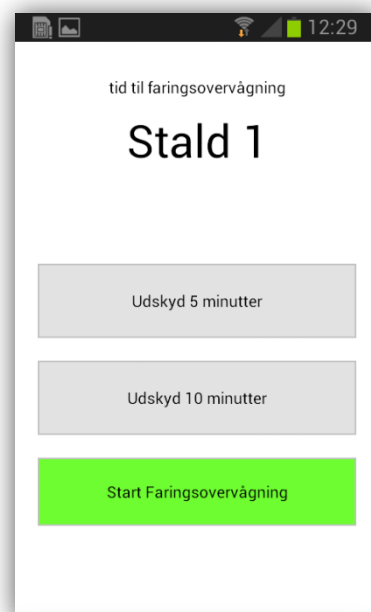 12:29
tid til faringsovervågning
Stald 1
Udskyd 5 minutter
Udskyd 10 minutter
Start Faringsovervågning